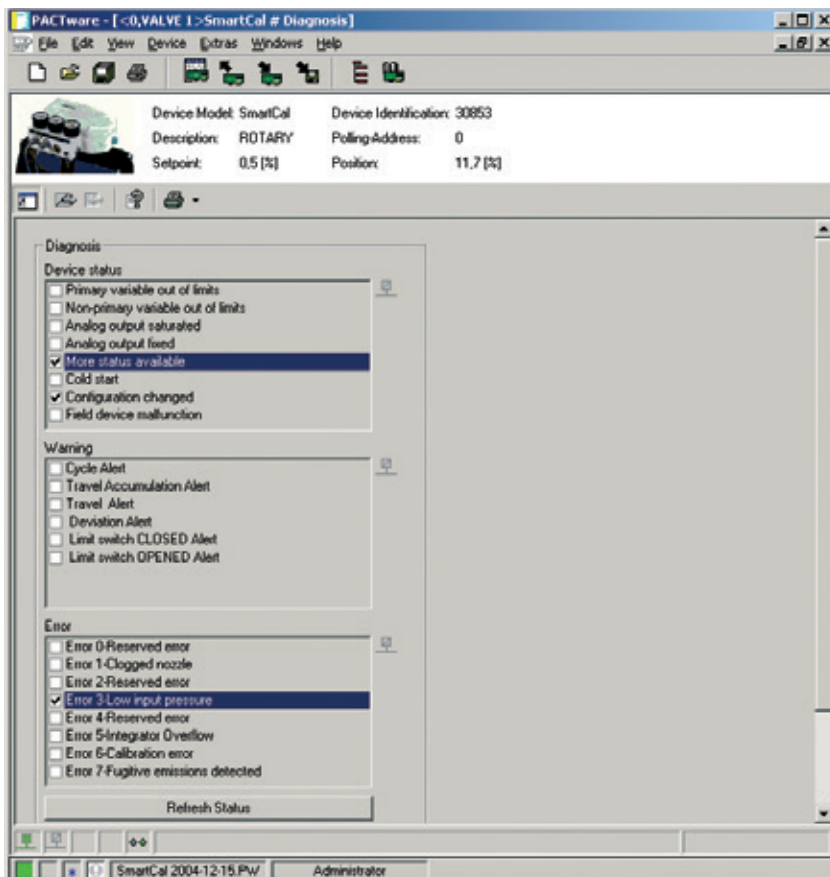 PACTware - [ <0,VALVE 1>SmartCal # Diagnosis]
File Edit View Device Extras Windows Help
Device Model: SmartCal Device Identification: 30853
Description: ROTARY Polling-Address: 0
Setpoint: 0,5 [%] Position: 11,7 [%]
Diagnosis
Device status
Primary variable out of limits
Non-primary variable out of limits
Analog output saturated
Analog output fixed
More status available
Cold start
Configuration changed
Field device malfunction
Warning
Cycle Alert
Travel Accumulation Alert
Travel Alert
Deviation Alert
Limit switch CLOSED Alert
Limit switch OPENED Alert
Error
Error 0-Reserved error
Error 1-Clogged nozzle
Error 2-Reserved error
Error 3-Low input pressure
Error 4-Reserved error
Error 5-Integrator Overflow
Error 6-Calibration error
Error 7-Fugitive emissions detected
Refresh Status
SmartCal 2004-12-15.PW Administrator